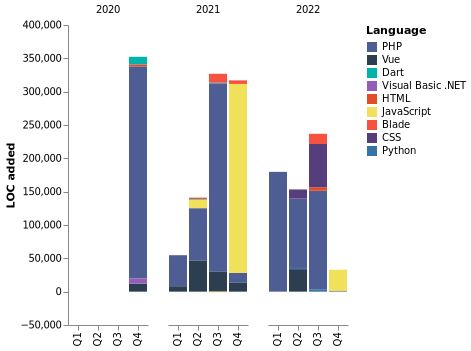 2020 2021 2022
Language
PHP
Vue
Dart
Visual Basic .NET
HTML
JavaScript
Blade
CSS
Python
LOC added
400,000
350,000
300,000
250,000
200,000
150,000
100,000
50,000
0
−50,000
Q1 Q2 Q3 Q4 Q1 Q2 Q3 Q4 Q1 Q2 Q3 Q4